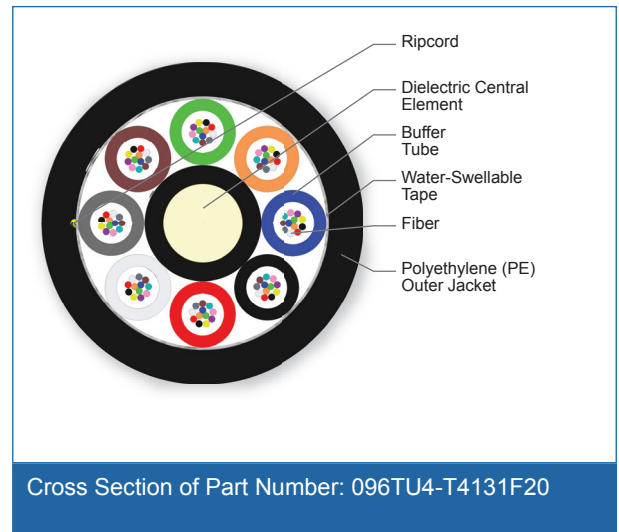 Ripcord
Dielectric Central
Element
Buffer
Tube
Water-Swellable
Tape
Fiber
Polyethylene (PE)
Outer Jacket
Cross Section of Part Number: 096TU4-T4131F20